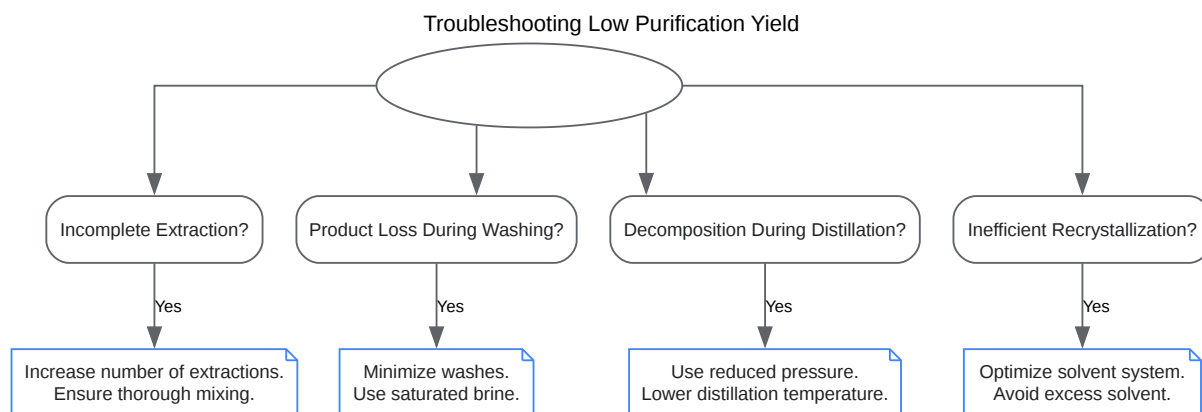 Troubleshooting Low Purification Yield
Incomplete Extraction?
Product Loss During Washing?
Decomposition During Distillation?
Inefficient Recrystallization?
Yes
Yes
Yes
Yes
Increase number of extractions.
Ensure thorough mixing.
Minimize washes.
Use saturated brine.
Use reduced pressure.
Lower distillation temperature.
Optimize solvent system.
Avoid excess solvent.